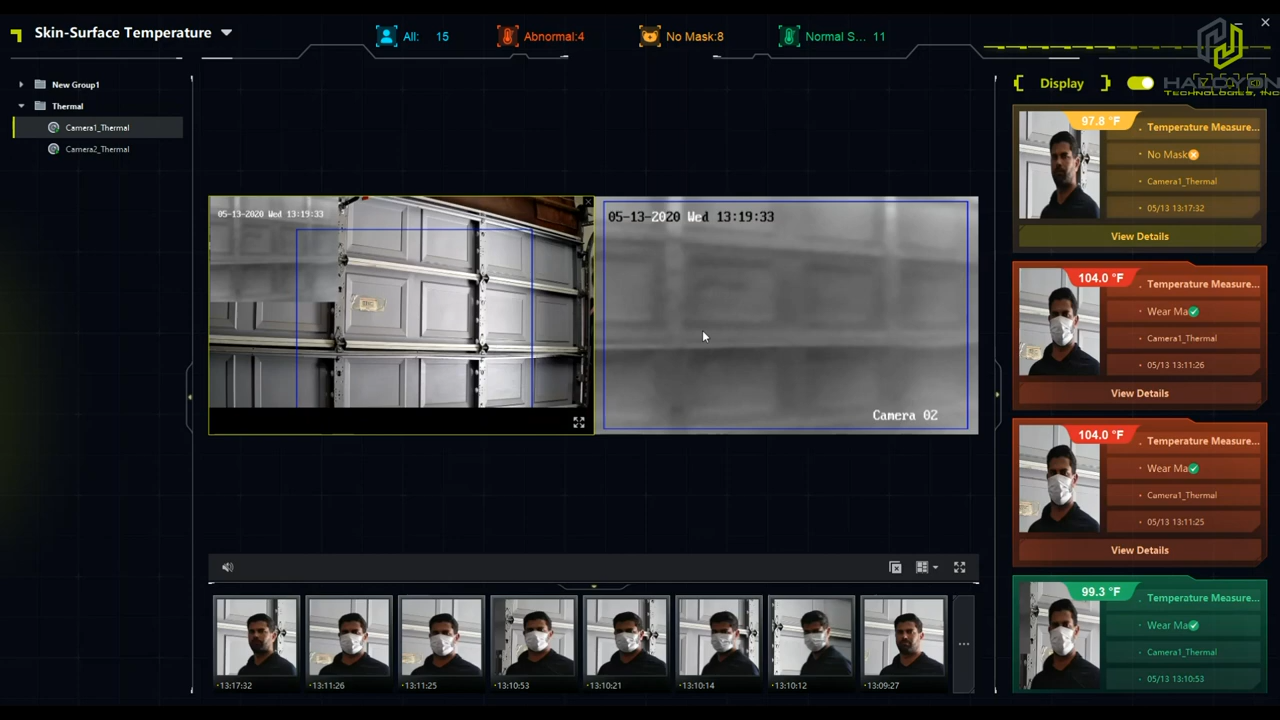 Skin-Surface Temperature
All: 15
Abnormal:4
No Mask:8
Normal S... 11
HALCYON
TECHNOLOGIES, INC
New Group1
Thermal
Camera1_Thermal
Camera2_Thermal
05-13-2020 Wed 13:19:33
05-13-2020 Wed 13:19:33
Camera 02
Display
97.8 °F
Temperature Measure...
No Mask
Camera1_Thermal
05/13 13:17:32
View Details
104.0 °F
Temperature Measure...
Wear Ma
Camera1_Thermal
05/13 13:11:26
View Details
104.0 °F
Temperature Measure...
Wear Ma
Camera1_Thermal
05/13 13:11:25
View Details
99.3 °F
Temperature Measure...
Wear Ma
Camera1_Thermal
05/13 13:10:53
13:17:32
13:11:26
13:11:25
13:10:53
13:10:21
13:10:14
13:10:12
13:09:27
...